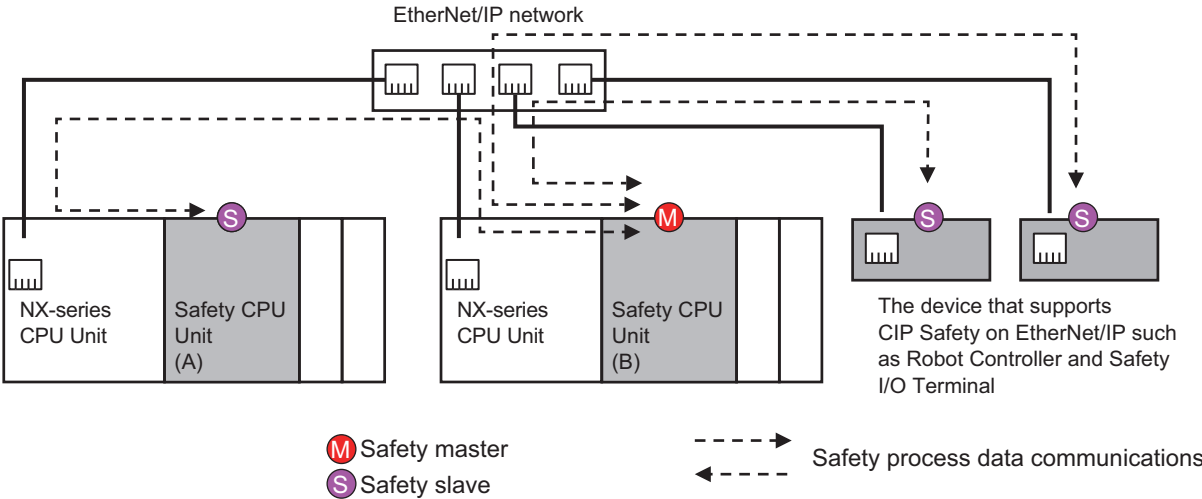 EtherNet/IP network
S
M
S
S
NX-series
CPU Unit
Safety CPU
Unit
(A)
NX-series
CPU Unit
Safety CPU
Unit
(B)
The device that supports
CIP Safety on EtherNet/IP such
as Robot Controller and Safety
I/O Terminal
M Safety master
S Safety slave
Safety process data communications